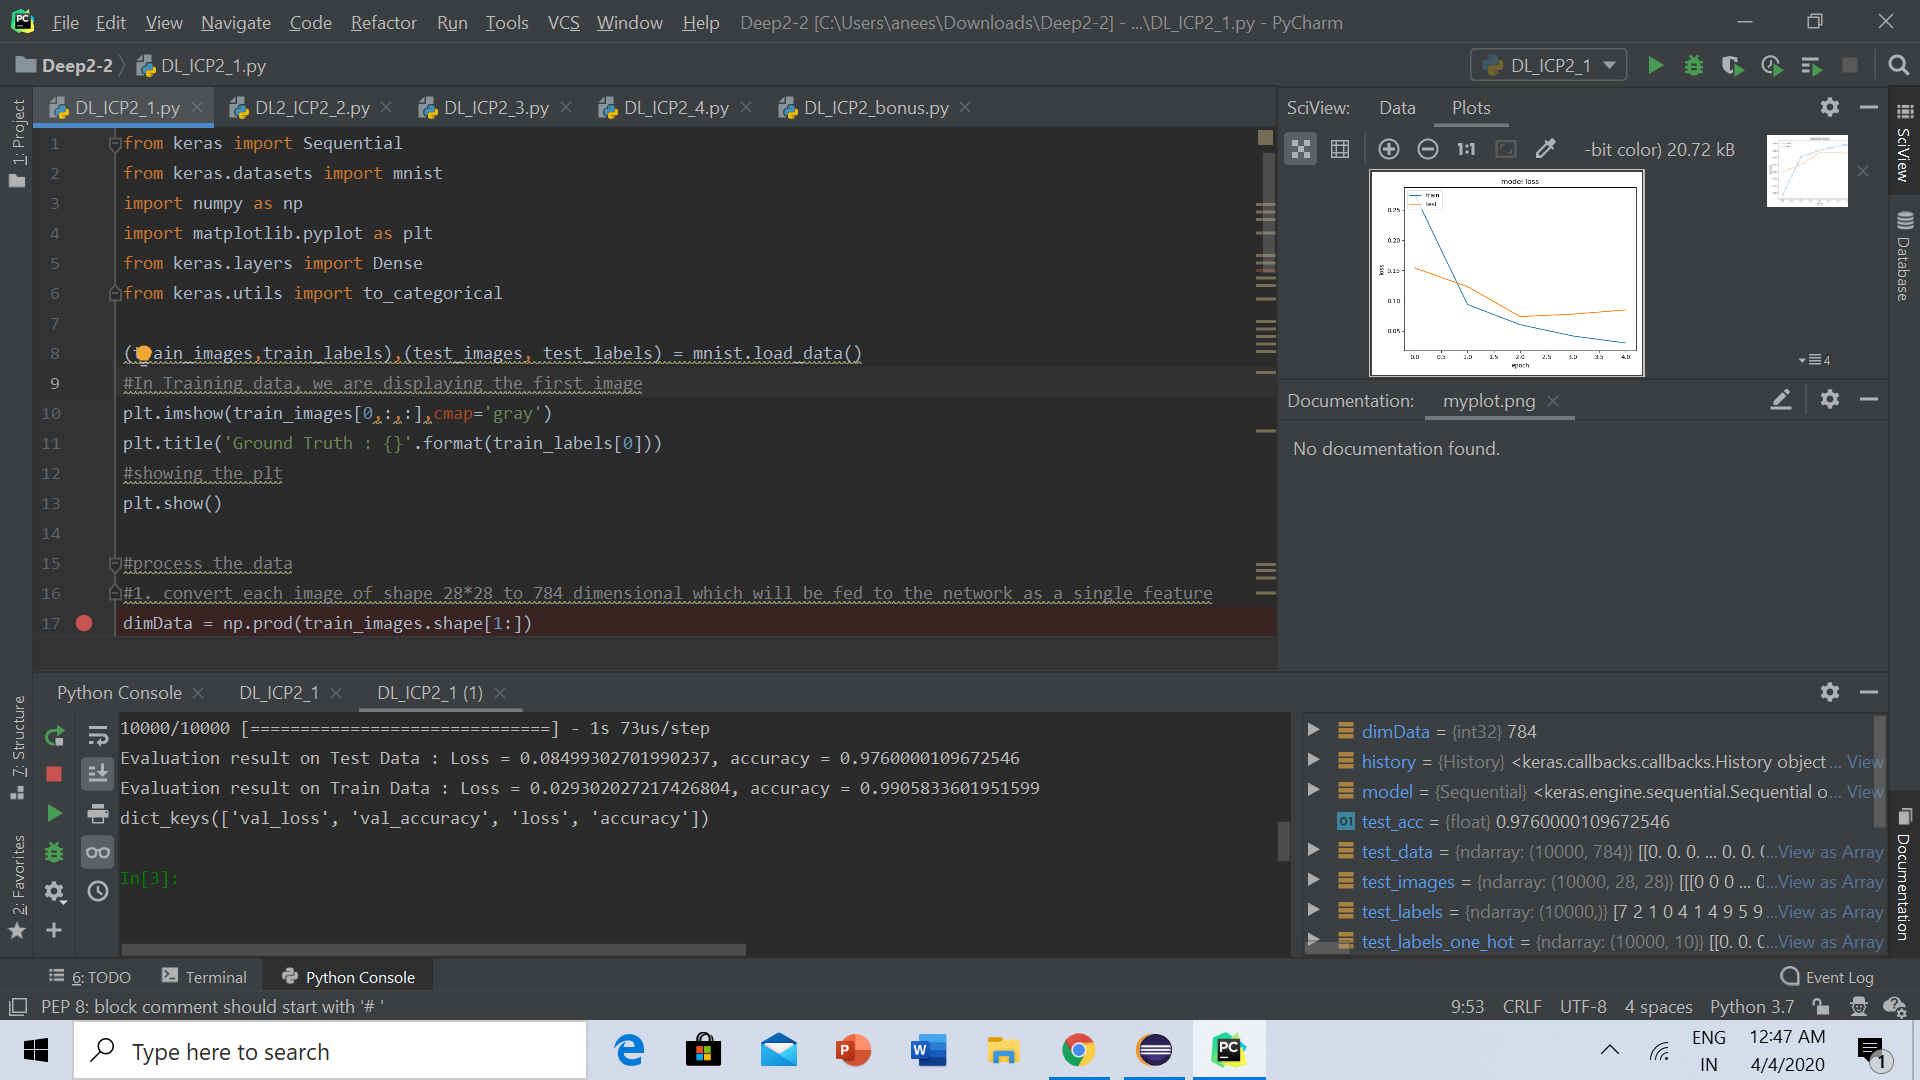 File Edit View Navigate Code Refactor Run Tools VCS Window Help Deep2-2 [C:\Users\anees\Downloads\Deep2-2] - ...\DL_ICP2_1.py - PyCharm
Deep2-2 DL_ICP2_1.py DL_ICP2_1
DL_ICP2_1.py DL2_ICP2_2.py DL_ICP2_3.py DL_ICP2_4.py DL_ICP2_bonus.py
1 from keras import Sequential
2 from keras.datasets import mnist
3 import numpy as np
4 import matplotlib.pyplot as plt
5 from keras.layers import Dense
6 from keras.utils import to_categorical
7
8 (train_images,train_labels),(test_images, test_labels) = mnist.load_data()
9 #In Training data, we are displaying the first image
10 plt.imshow(train_images[0,:,:],cmap='gray')
11 plt.title('Ground Truth : {}'.format(train_labels[0]))
12 #showing the plt
13 plt.show()
14
15 #process the data
16 #1. convert each image of shape 28*28 to 784 dimensional which will be fed to the network as a single feature
17 dimData = np.prod(train_images.shape[1:])
SciView: Data Plots
1:1 -bit color) 20.72 kB
model loss
train
test
0.25
0.20
0.15
0.10
0.05
loss
0.0 0.5 1.0 1.5 2.0 2.5 3.0 3.5 4.0
epoch
4
Documentation: myplot.png
No documentation found.
1: Project
7: Structure
2: Favorites
SciView
Database
Documentation
Python Console DL_ICP2_1 DL_ICP2_1 (1)
10000/10000 [==============================] - 1s 73us/step
Evaluation result on Test Data : Loss = 0.08499302701990237, accuracy = 0.9760000109672546
Evaluation result on Train Data : Loss = 0.029302027217426804, accuracy = 0.9905833601951599
dict_keys(['val_loss', 'val_accuracy', 'loss', 'accuracy'])
In[3]:
dimData = {int32} 784
history = {History} <keras.callbacks.callbacks.History object ... View
model = {Sequential} <keras.engine.sequential.Sequential o... View
01 test_acc = {float} 0.9760000109672546
test_data = {ndarray: (10000, 784)} [[0. 0. 0. ... 0. 0. (...View as Array
test_images = {ndarray: (10000, 28, 28)} [[[0 0 0 ... 0...View as Array
test_labels = {ndarray: (10000,)} [7 2 1 0 4 1 4 9 5 9 ...View as Array
test_labels_one_hot = {ndarray: (10000, 10)} [[0. 0. (...View as Array
6: TODO Terminal Python Console Event Log
PEP 8: block comment should start with '# ' 9:53 CRLF UTF-8 4 spaces Python 3.7
Type here to search
ENG
IN
12:47 AM
4/4/2020
1